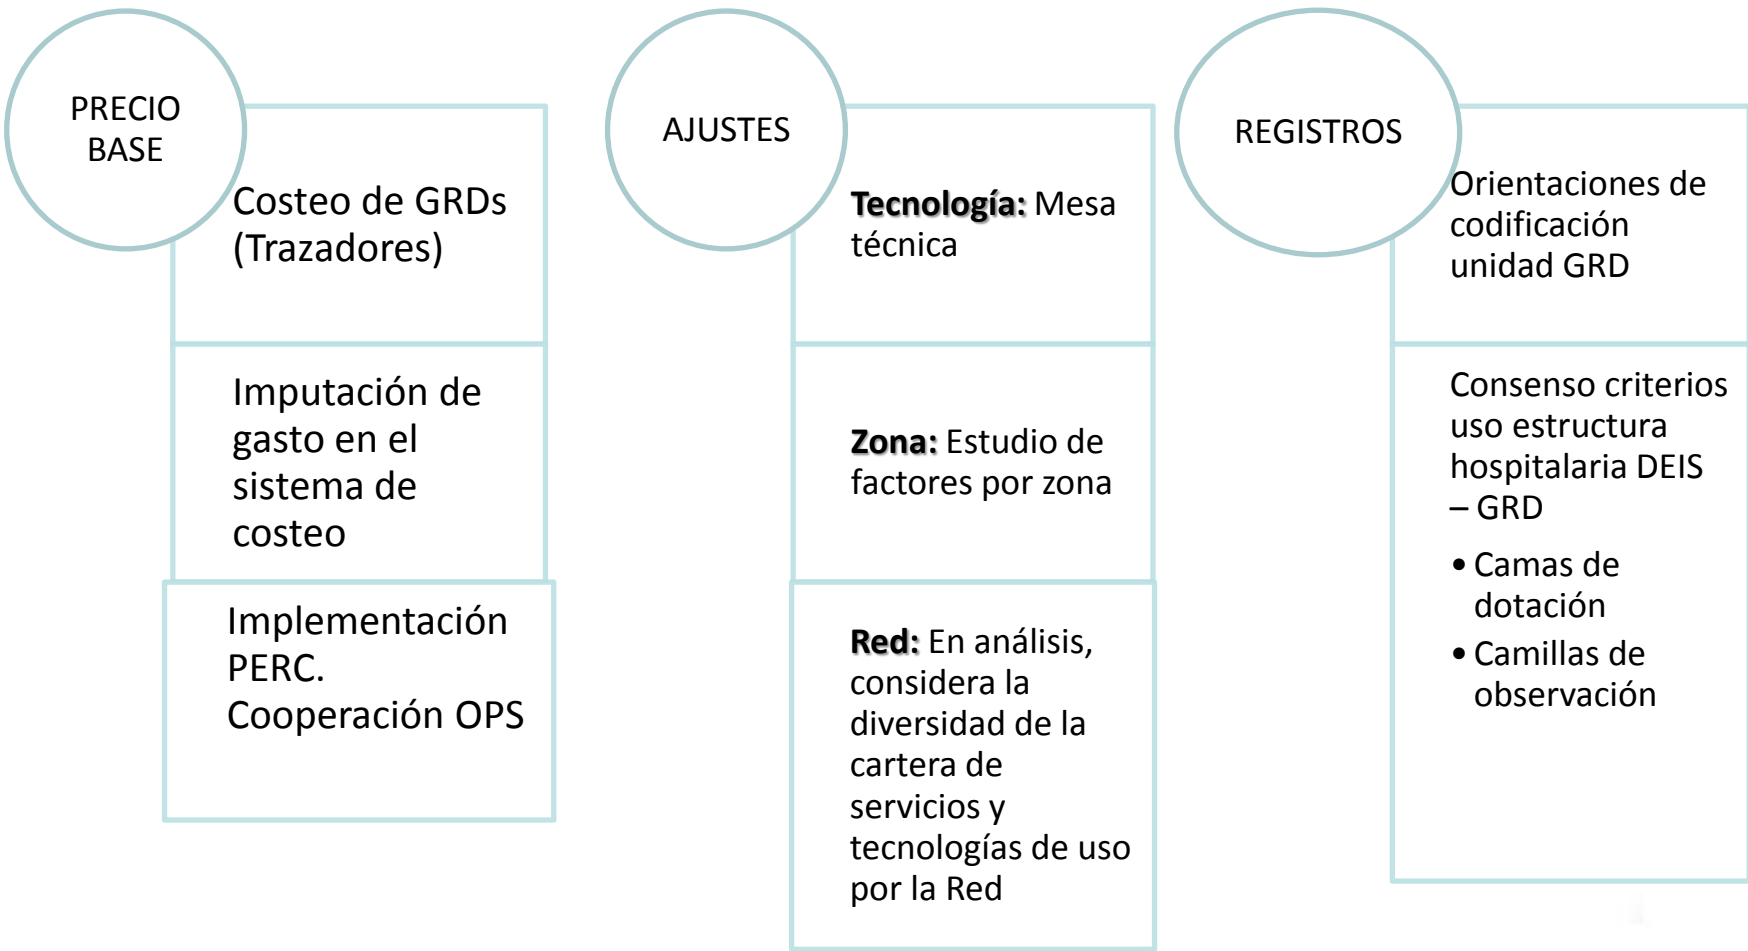 PRECIO
BASE
Costeo de GRDs
(Trazadores)
Imputación de
gasto en el
sistema de
costeo
Implementación
PERC.
Cooperación OPS
AJUSTES
Tecnología: Mesa
técnica
Zona: Estudio de
factores por zona
Red: En análisis,
considera la
diversidad de la
cartera de
servicios y
tecnologías de uso
por la Red
REGISTROS
Orientaciones de
codificación
unidad GRD
Consenso criterios
uso estructura
hospitalaria DEIS
– GRD
• Camas de
dotación
• Camillas de
observación